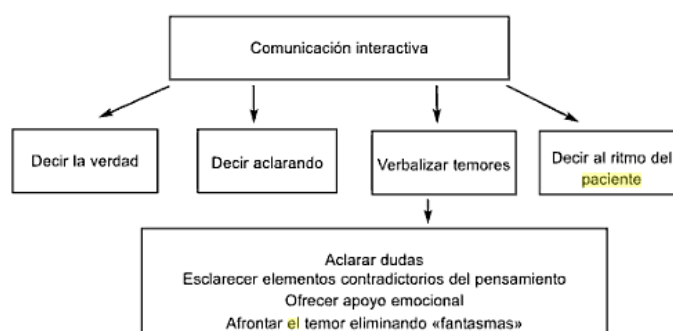 Comunicación interactiva
Decir la verdad
Decir aclarando
Verbalizar temores
Decir al ritmo del
paciente
Aclarar dudas
Esclarecer elementos contradictorios del pensamiento
Ofrecer apoyo emocional
Afrontar el temor eliminando «fantasmas»